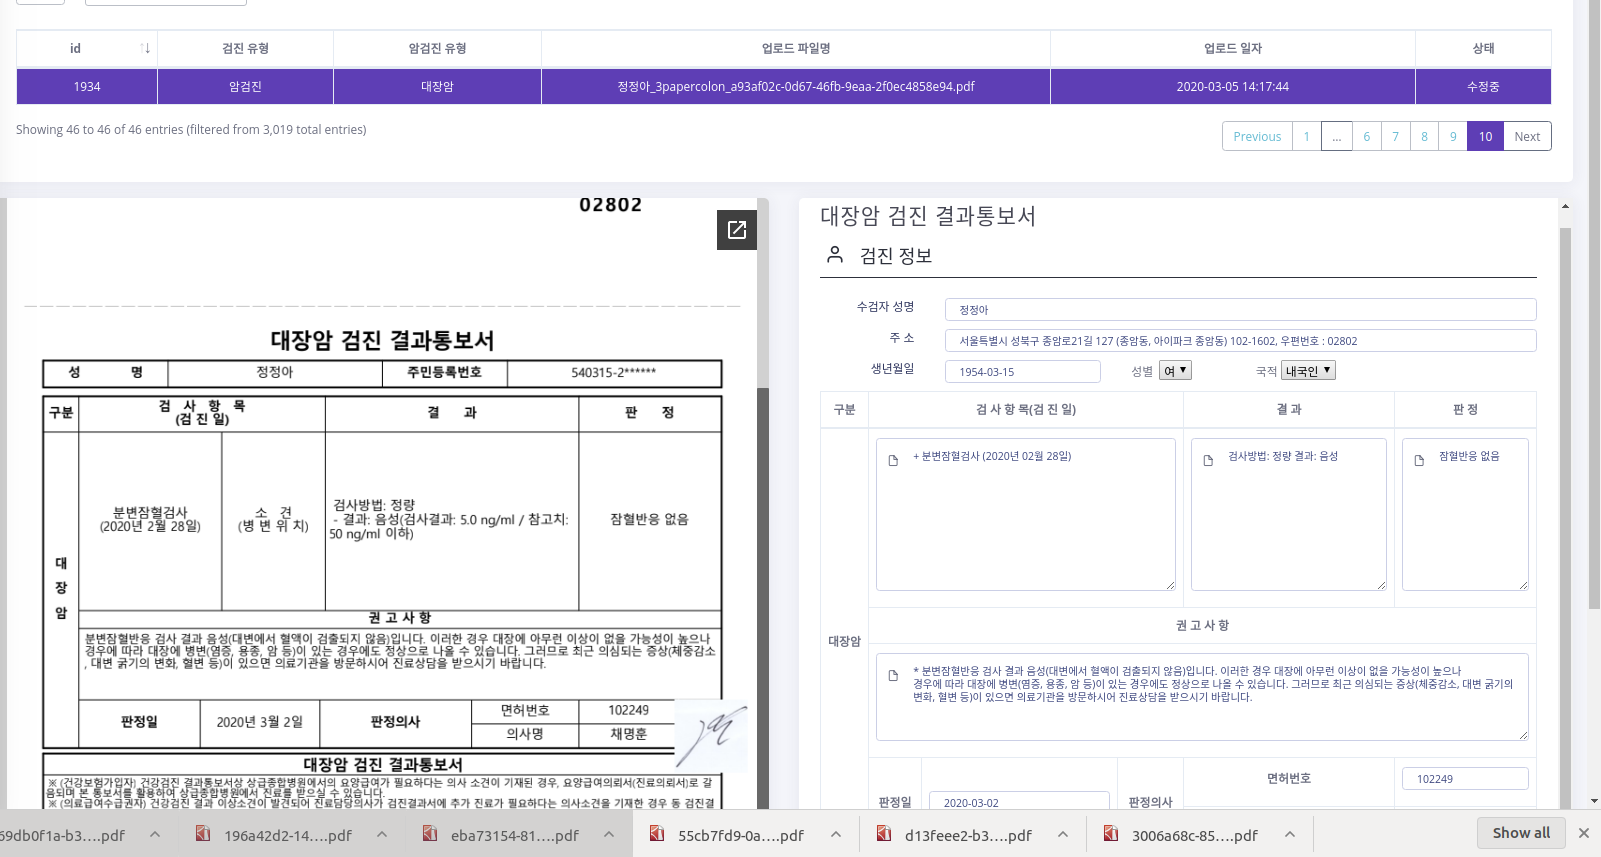 id 검진 유형 암검진 유형 업로드 파일명 업로드 일자 상태
1934 암검진 대장암 정정아_3papercolon_a93af02c-0d67-46fb-9eaa-2f0ec4858e94.pdf 2020-03-05 14:17:44 수정중
Showing 46 to 46 of 46 entries (filtered from 3,019 total entries)
Previous 1 ... 6 7 8 9 10 Next
02802
대장암 검진 결과통보서
성 명 정정아 주민등록번호 540315-2******
구분 검 사 항 목 (검 진 일) 결 과 판 정
대 장 암
분변잠혈검사
(2020년 2월 28일)
소 견
(병 변 위 치)
검사방법: 정량
- 결과: 음성(검사결과: 5.0 ng/ml / 참고치:
50 ng/ml 이하)
잠혈반응 없음
권 고 사 항
분변잠혈반응 검사 결과 음성(대변에서 혈액이 검출되지 않음)입니다. 이러한 경우 대장에 아무런 이상이 없을 가능성이 높으나
경우에 따라 대장에 병변(염증, 용종, 암 등)이 있는 경우에도 정상으로 나올 수 있습니다. 그러므로 최근 의심되는 증상(체중감소
, 대변 굵기의 변화, 혈변 등)이 있으면 의료기관을 방문하시어 진료상담을 받으시기 바랍니다.
판정일 2020년 3월 2일 판정의사 면허번호 102249
의사명 채명훈
대장암 검진 결과통보서
※ (건강보험가입자) 건강검진 결과통보서상 상급종합병원에서의 요양급여가 필요하다는 의사 소견이 기재된 경우, 요양급여의뢰서(진료의뢰서)로 갈
음되며 본 통보서를 활용하여 상급종합병원에서 진료를 받으실 수 있습니다.
※ (의료급여수급권자) 건강검진 결과 이상소견이 발견되어 진료담당의사가 검진결과서에 추가 진료가 필요하다는 의사소견을 기재한 경우 동 검진결
대장암 검진 결과통보서
검진 정보
수검자 성명 정정아
주 소 서울특별시 성북구 종암로21길 127 (종암동, 아이파크 종암동) 102-1602, 우편번호 : 02802
생년월일 1954-03-15 성별 여 국적 내국인
구분 검 사 항 목(검 진 일) 결 과 판 정
대장암
+ 분변잠혈검사 (2020년 02월 28일)
검사방법: 정량 결과: 음성
잠혈반응 없음
권 고 사 항
* 분변잠혈반응 검사 결과 음성(대변에서 혈액이 검출되지 않음)입니다. 이러한 경우 대장에 아무런 이상이 없을 가능성이 높으나
경우에 따라 대장에 병변(염증, 용종, 암 등)이 있는 경우에도 정상으로 나올 수 있습니다. 그러므로 최근 의심되는 증상(체중감소, 대변 굵기의
변화, 혈변 등)이 있으면 의료기관을 방문하시어 진료상담을 받으시기 바랍니다.
판정일 2020-03-02 판정의사 면허번호 102249
69db0f1a-b3....pdf 196a42d2-14....pdf eba73154-81....pdf 55cb7fd9-0a....pdf d13feee2-b3....pdf 3006a68c-85....pdf Show all